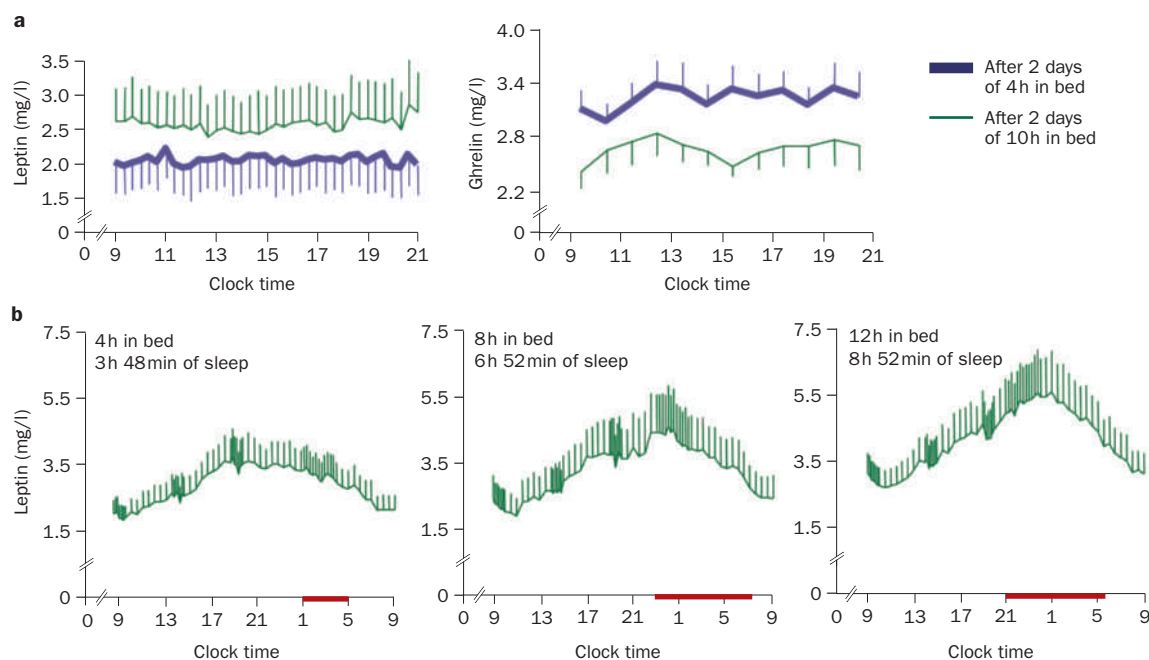 a
3.5
3.0
2.5
2.0
1.5
0
Leptin (mg/l)
0 9 11 13 15 17 19 21
Clock time
4.0
3.4
2.8
2.2
0
Ghrelin (mg/l)
0 9 11 13 15 17 19 21
Clock time
After 2 days
of 4h in bed
After 2 days
of 10h in bed
b
7.5
5.5
3.5
1.5
0
Leptin (mg/l)
4h in bed
3h 48min of sleep
0 9 13 17 21 1 5 9
Clock time
7.5
5.5
3.5
1.5
0
8h in bed
6h 52min of sleep
0 9 13 17 21 1 5 9
Clock time
7.5
5.5
3.5
1.5
0
12h in bed
8h 52min of sleep
0 9 13 17 21 1 5 9
Clock time